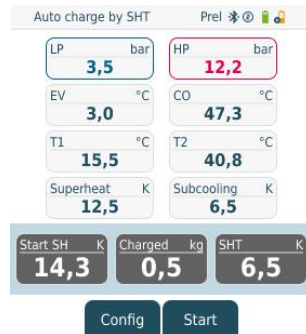 Auto charge by SHT Prel
LP bar HP bar
3,5 12,2
EV °C CO °C
3,0 47,3
T1 °C T2 °C
15,5 40,8
Superheat K Subcooling K
12,5 6,5
Start SH K Charged kg SHT K
14,3 0,5 6,5
Config Start